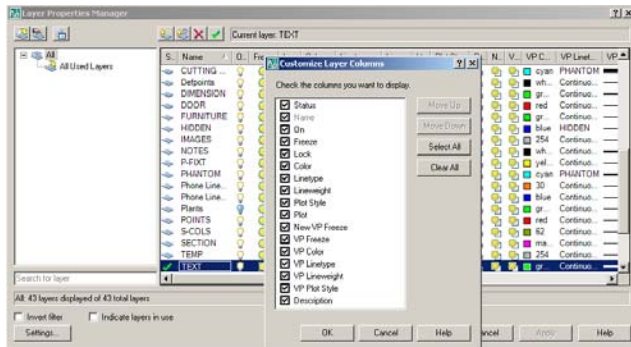 Layer Properties Manager
Current layer: TEXT
All
All Used Layers
S.. Name
N.. V... VP C... VP Linet... VP
CUTTING ... cyan PHANTOM
Defpoints wh... Continuo...
DIMENSION gr... Continuo...
DOOR red Continuo...
FURNITURE gr... Continuo...
HIDDEN blue HIDDEN
IMAGES 254 Continuo...
NOTES wh... Continuo...
P-FIXT yel... Continuo...
PHANTOM cyan PHANTOM
Phone Line... 30 Continuo...
Phone Line... blue Continuo...
Plants gr... Continuo...
POINTS red Continuo...
S-COLS 62 Continuo...
SECTION ma... Continuo...
TEMP 254 Continuo...
TEXT gr... Continuo...
Search for layer
All: 43 layers displayed of 43 total layers
Invert filter
Indicate layers in use
Settings...
Apply
Help
Customize Layer Columns
Check the columns you want to display.
Status
Name
On
Freeze
Lock
Color
Linetype
Lineweight
Plot Style
Plot
New VP Freeze
VP Freeze
VP Color
VP Linetype
VP Lineweight
VP Plot Style
Description
Move Up
Move Down
Select All
Clear All
OK
Cancel
Help